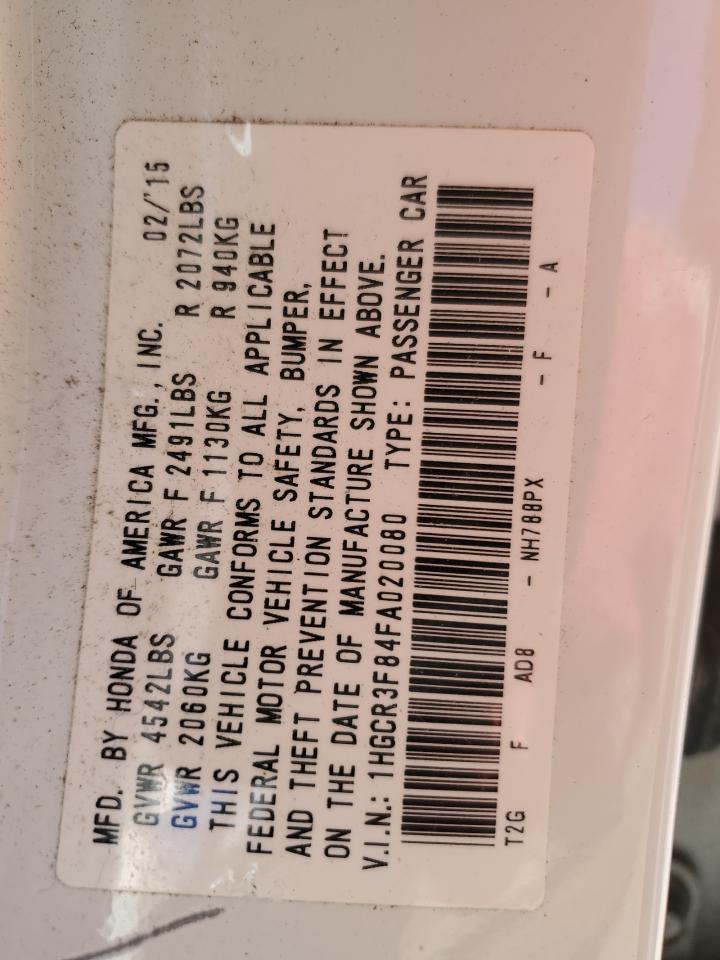 MFD. BY HONDA OF AMERICA MFG., INC. 02/'15
GVWR 4542LBS GAWR F 2491LBS R 2072LBS
GVWR 2060KG GAWR F 1130KG R 940KG
THIS VEHICLE CONFORMS TO ALL APPLICABLE
FEDERAL MOTOR VEHICLE SAFETY, BUMPER,
AND THEFT PREVENTION STANDARDS IN EFFECT
ON THE DATE OF MANUFACTURE SHOWN ABOVE.
V.I.N.: 1HGCR3F84FA020080 TYPE: PASSENGER CAR
T2G F AD8 - NH788PX - F - A